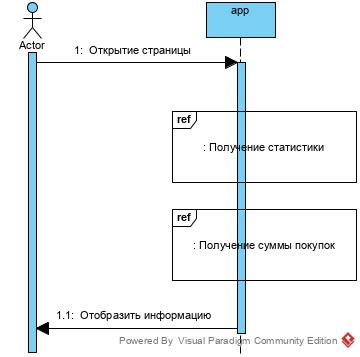 app
Actor
1: Открытие страницы
ref
: Получение статистики
ref
: Получение суммы покупок
1.1: Отобразить информацию
Powered By Visual Paradigm Community Edition